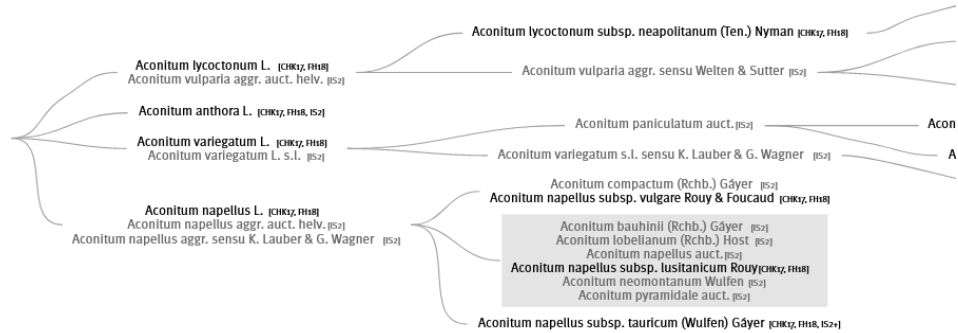 Aconitum lycoctonum subsp. neapolitanum (Ten.) Nyman [CHK17, FH18]
Aconitum lycoctonum L. [CHK17, FH18]
Aconitum vulparia aggr. auct. helv. [IS2]
Aconitum vulparia aggr. sensu Welten & Sutter [IS2]
Aconitum anthora L. [CHK17, FH18, IS2]
Aconitum paniculatum auct. [IS2]
Aconitum variegatum L. [CHK17, FH18]
Aconitum variegatum L. s.l. [IS2]
Aconitum variegatum s.l. sensu K. Lauber & G. Wagner [IS2]
Aconitum compactum (Rchb.) Gáyer [IS2]
Aconitum napellus subsp. vulgare Rouy & Foucaud [CHK17, FH18]
Aconitum napellus L. [CHK17, FH18]
Aconitum napellus aggr. auct. helv. [IS2]
Aconitum napellus aggr. sensu K. Lauber & G. Wagner [IS2]
Aconitum bauhinii (Rchb.) Gáyer [IS2]
Aconitum lobelianum (Rchb.) Host [IS2]
Aconitum napellus auct. [IS2]
Aconitum napellus subsp. lusitanicum Rouy [CHK17, FH18]
Aconitum neomontanum Wulfen [IS2]
Aconitum pyramidale auct. [IS2]
Aconitum napellus subsp. tauricum (Wulfen) Gáyer [CHK17, FH18, IS2+]